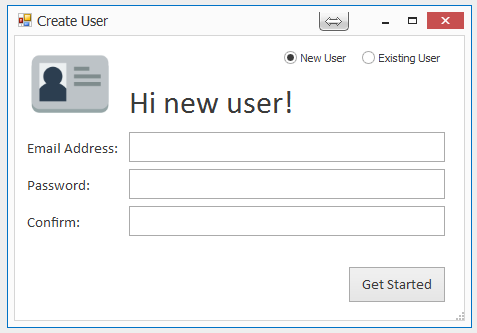 Create User
New User
Existing User
Hi new user!
Email Address:
Password:
Confirm:
Get Started